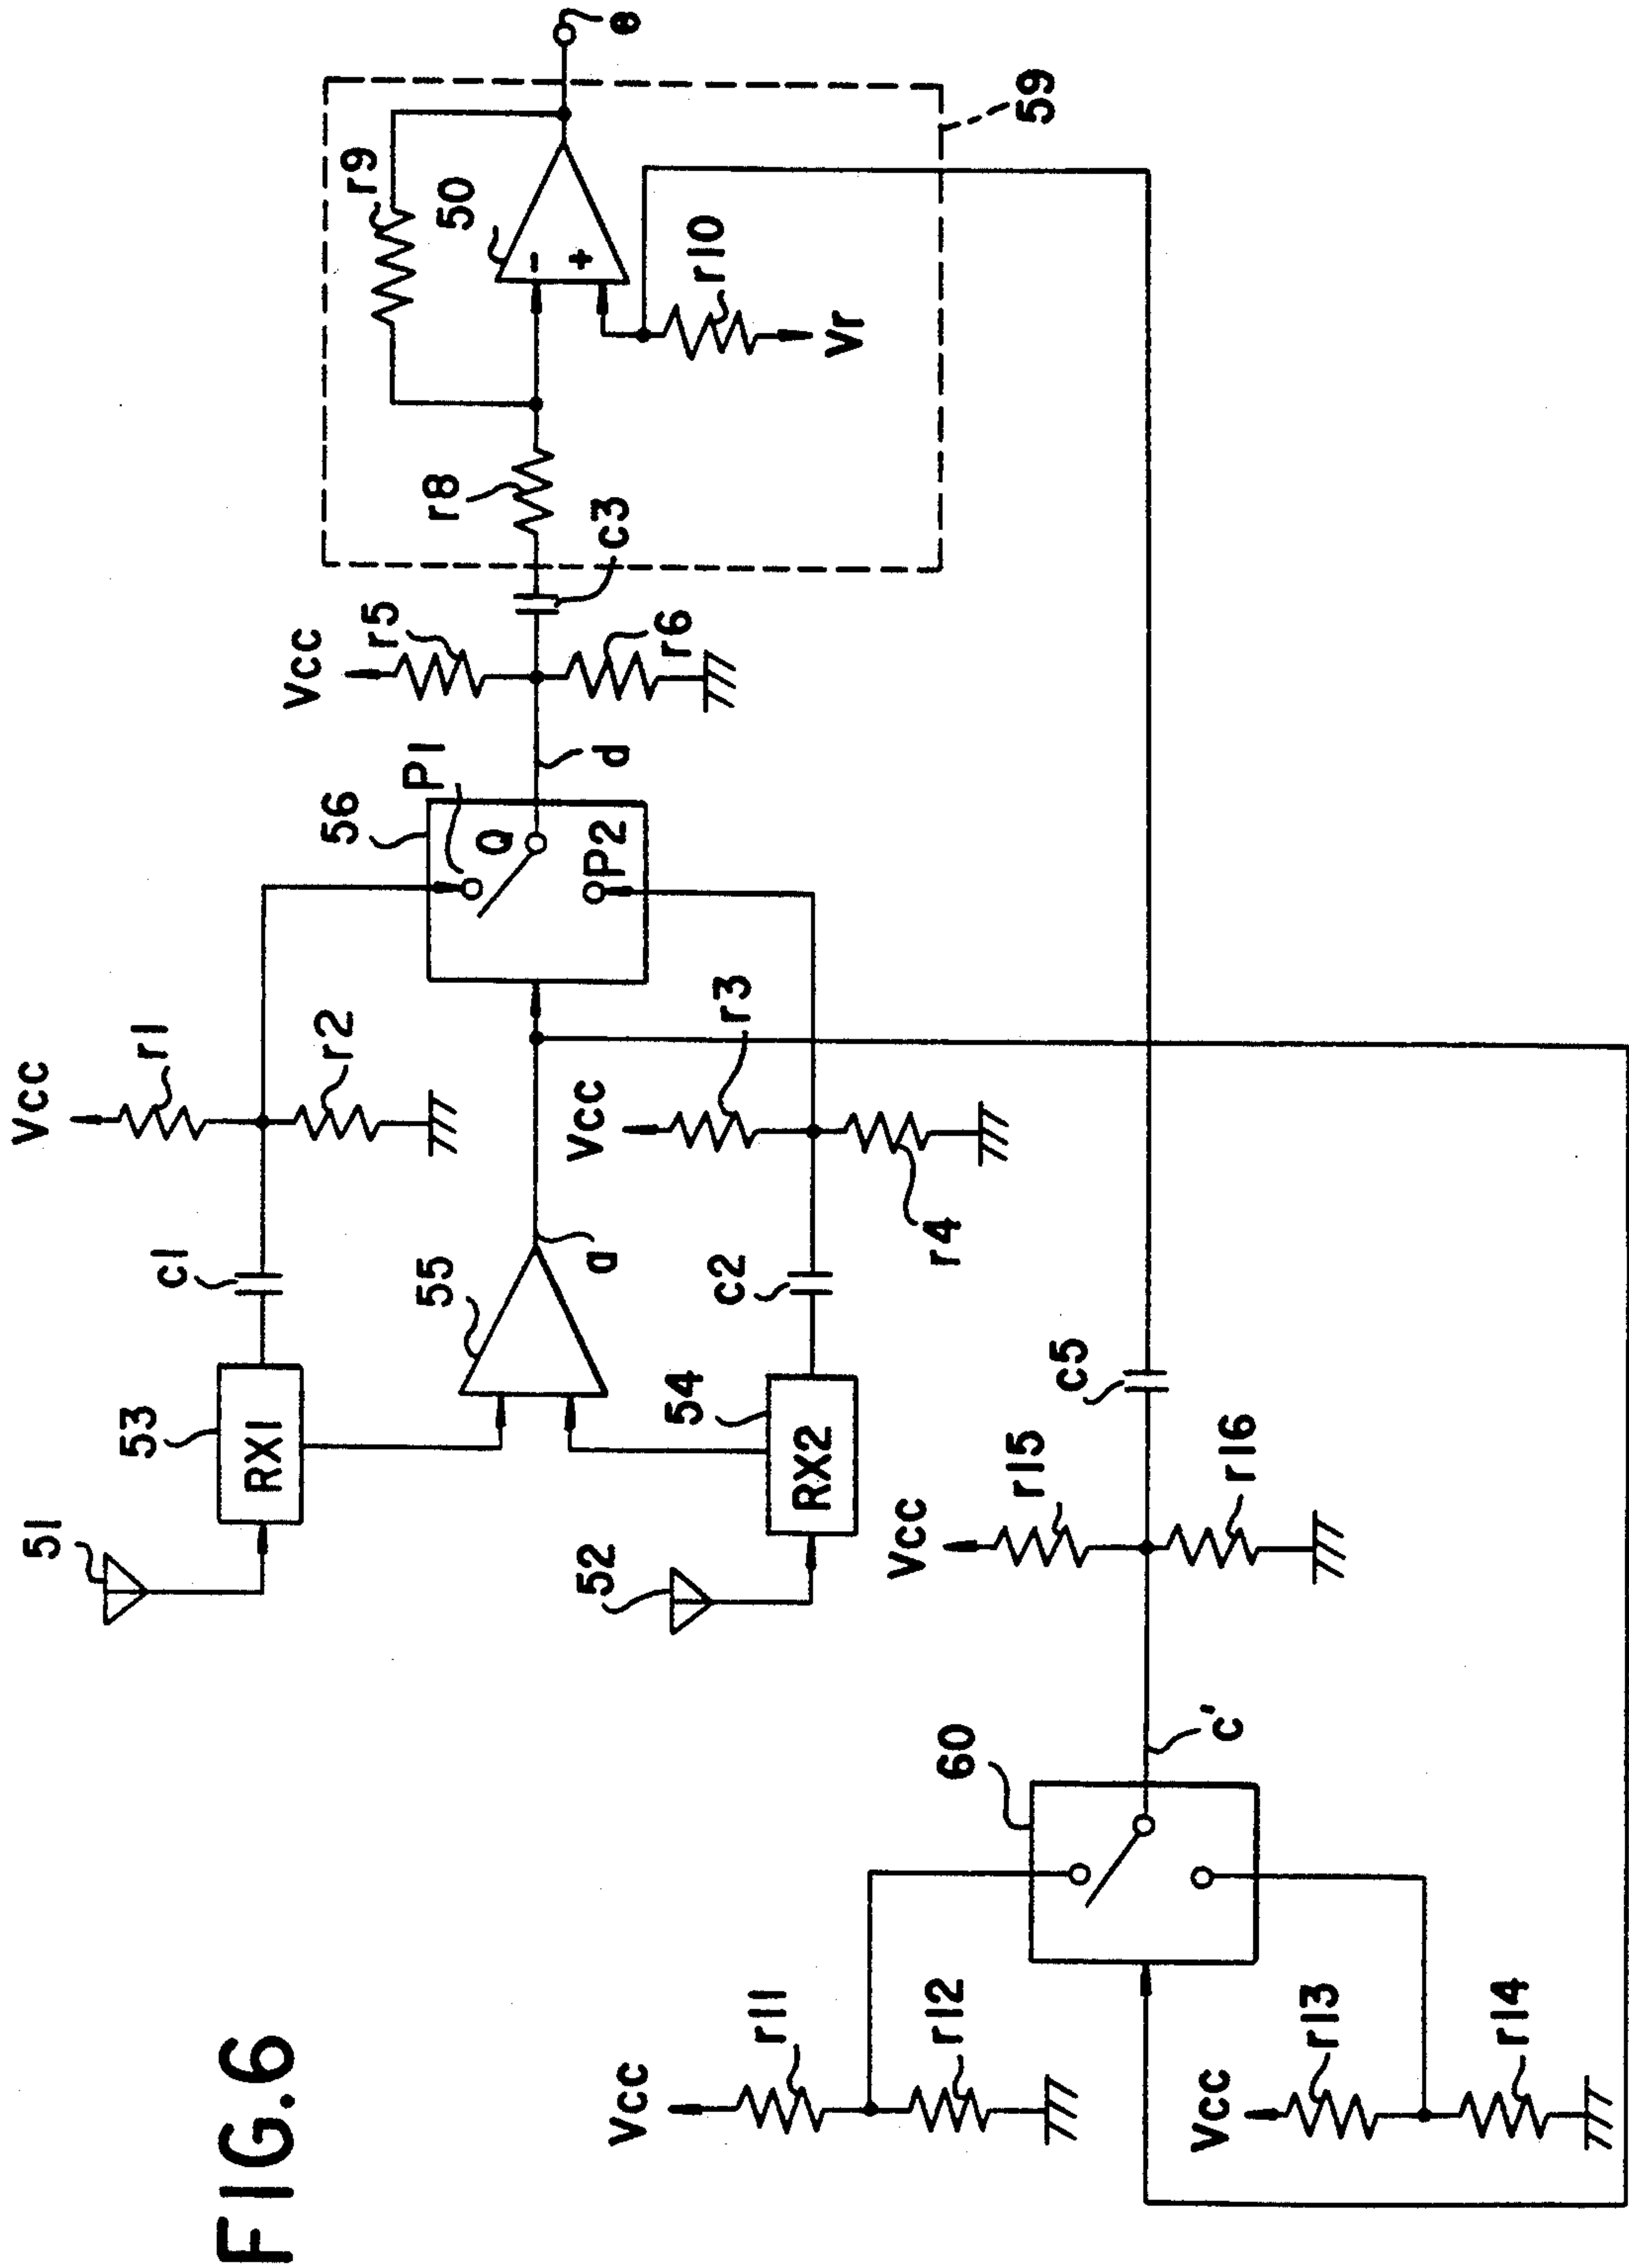 FIG.6
51
53
RX1
c1
Vcc
r1
r2
56
P1
Q
P2
d
Vcc
r5
r6
c3
r8
r9
50
-
+
r10
Vr
59
e
55
a
52
54
RX2
c2
Vcc
r3
r4
60
c'
Vcc
r15
r16
c5
Vcc
r11
r12
Vcc
r13
r14